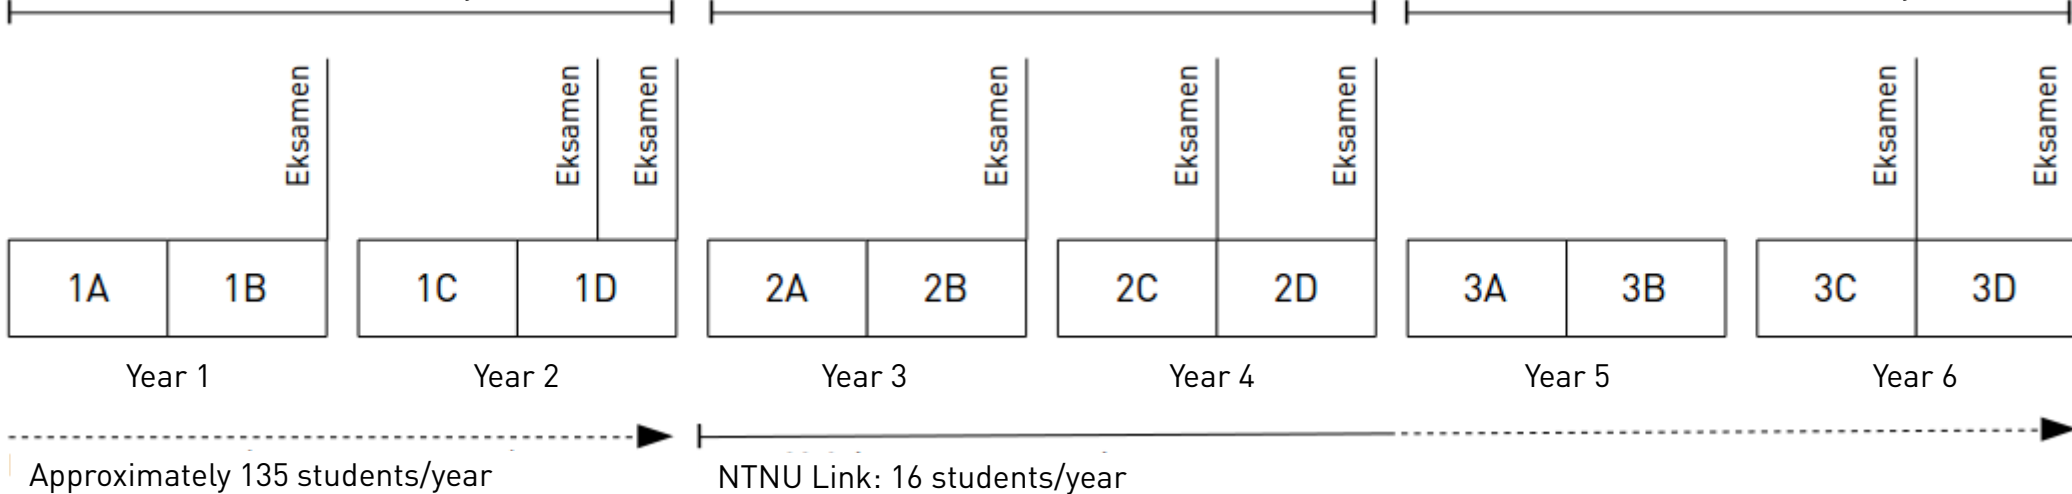 Eksamen Eksamen Eksamen Eksamen Eksamen Eksamen Eksamen Eksamen
1A 1B 1C 1D 2A 2B 2C 2D 3A 3B 3C 3D
Year 1 Year 2 Year 3 Year 4 Year 5 Year 6
Approximately 135 students/year NTNU Link: 16 students/year